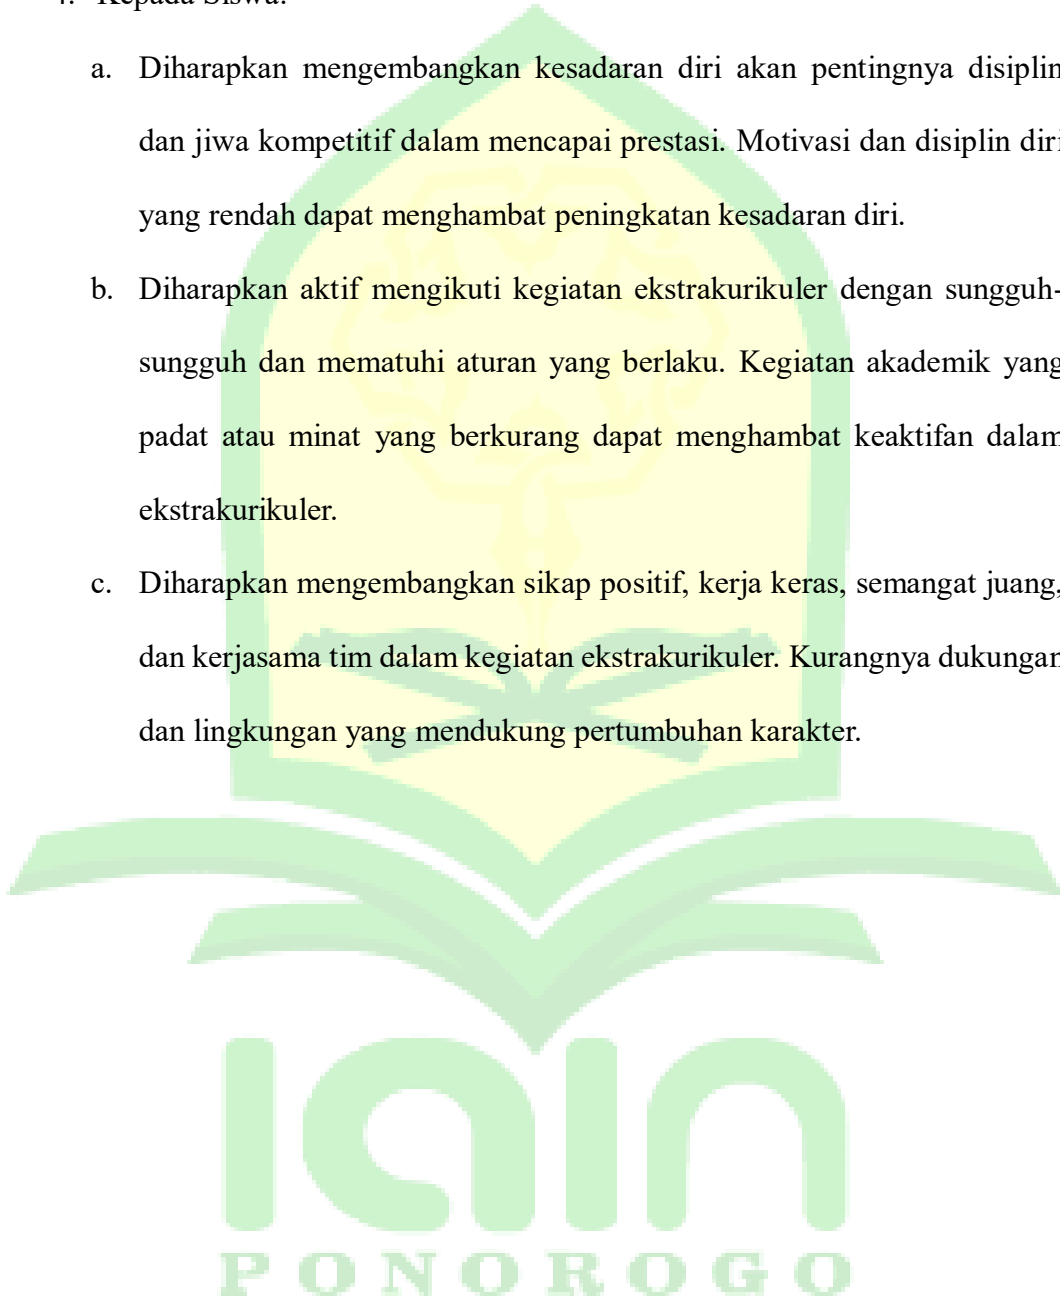 4. Kepada Siswa:
a. Diharapkan mengembangkan kesadaran diri akan pentingnya disiplin
dan jiwa kompetitif dalam mencapai prestasi. Motivasi dan disiplin diri
yang rendah dapat menghambat peningkatan kesadaran diri.
b. Diharapkan aktif mengikuti kegiatan ekstrakurikuler dengan sungguh-
sungguh dan mematuhi aturan yang berlaku. Kegiatan akademik yang
padat atau minat yang berkurang dapat menghambat keaktifan dalam
ekstrakurikuler.
c. Diharapkan mengembangkan sikap positif, kerja keras, semangat juang,
dan kerjasama tim dalam kegiatan ekstrakurikuler. Kurangnya dukungan
dan lingkungan yang mendukung pertumbuhan karakter.
IAIN
PONOROGO